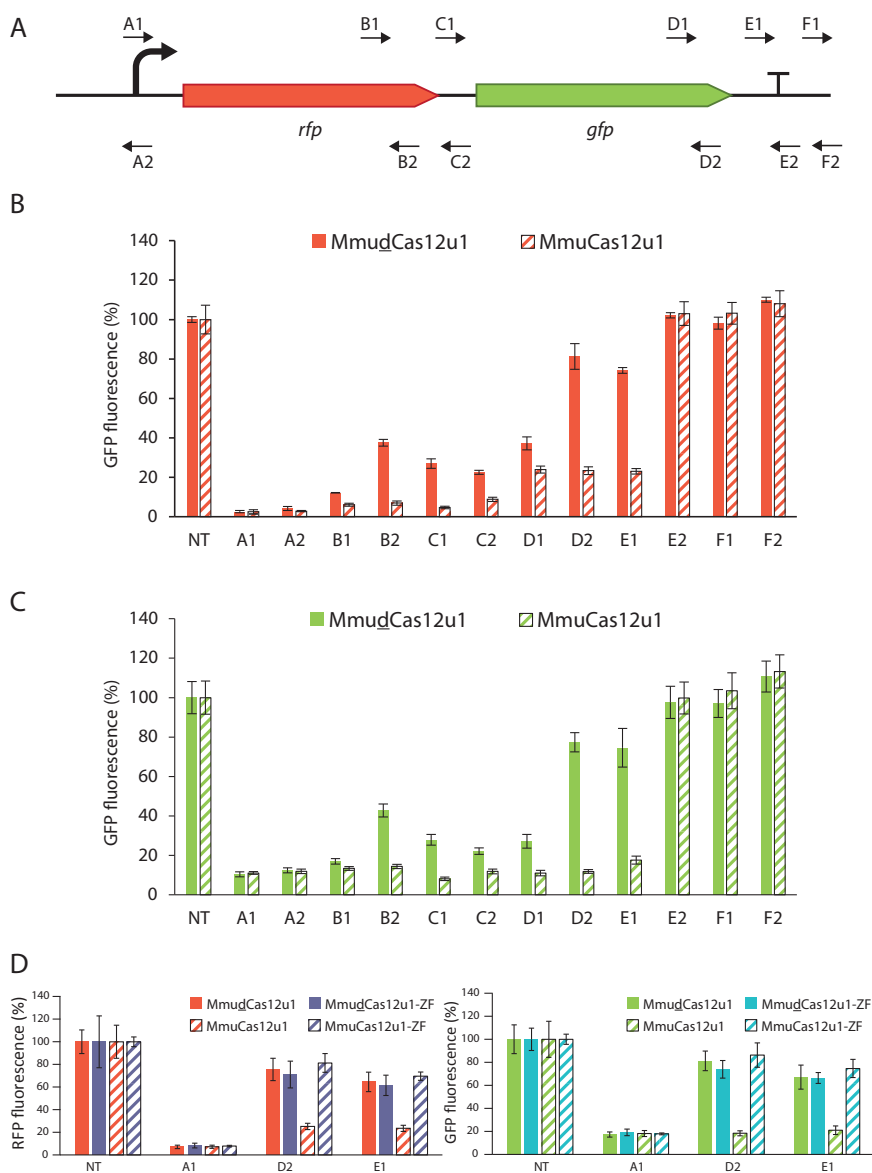 A
A1 B1 C1 D1 E1 F1
rfp gfp
A2 B2 C2 D2 E2 F2
B
MmudCas12u1 MmuCas12u1
GFP fluorescence (%)
140
120
100
80
60
40
20
0
NT A1 A2 B1 B2 C1 C2 D1 D2 E1 E2 F1 F2
C
MmudCas12u1 MmuCas12u1
GFP fluorescence (%)
140
120
100
80
60
40
20
0
NT A1 A2 B1 B2 C1 C2 D1 D2 E1 E2 F1 F2
D
RFP fluorescence (%)
140
120
100
80
60
40
20
0
MmudCas12u1 MmudCas12u1-ZF
MmuCas12u1 MmuCas12u1-ZF
NT A1 D2 E1
GFP fluorescence (%)
140
120
100
80
60
40
20
0
MmudCas12u1 MmudCas12u1-ZF
MmuCas12u1 MmuCas12u1-ZF
NT A1 D2 E1